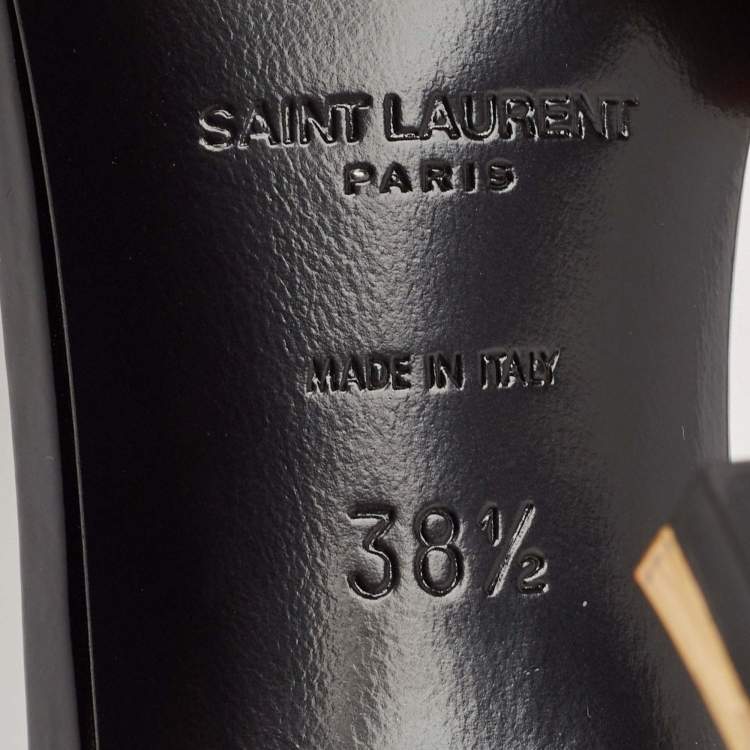 SAINT LAURENT
PARIS
MADE IN ITALY
38½